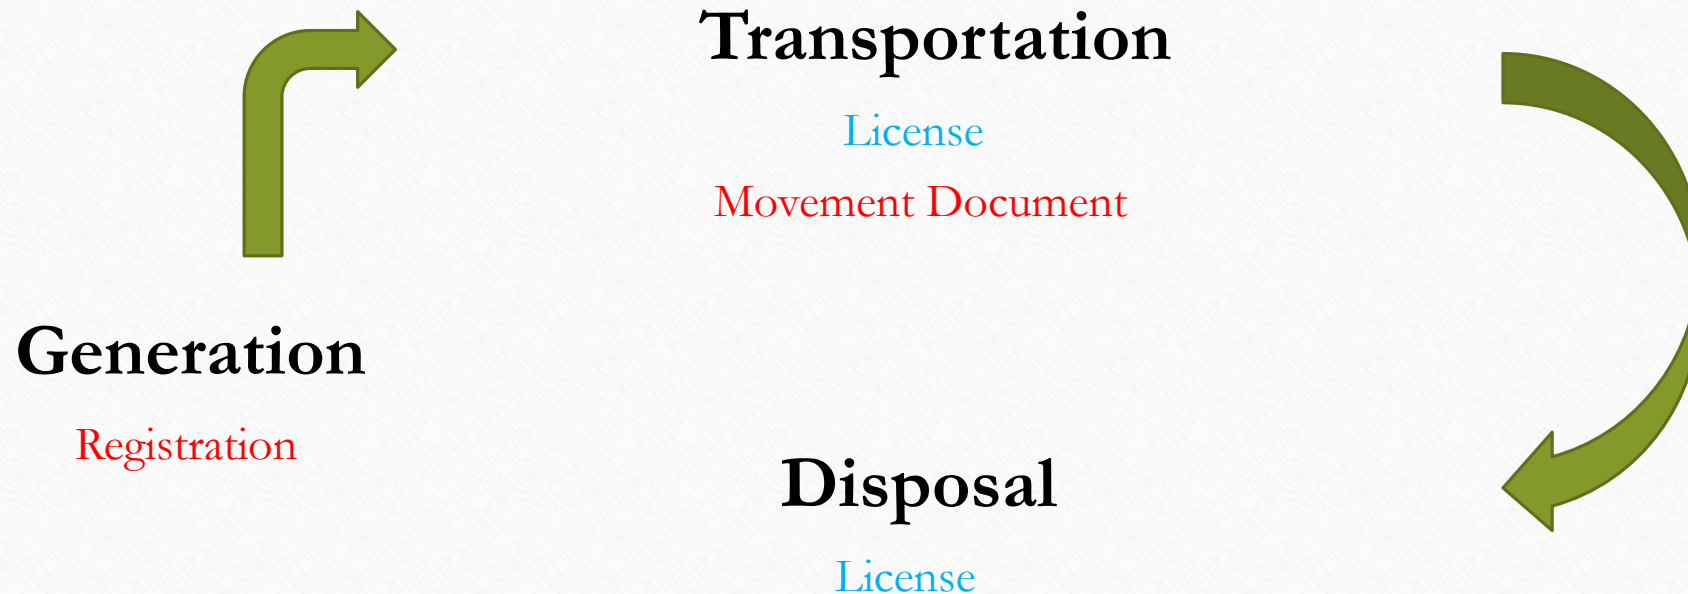 Transportation
License
Movement Document
Generation
Registration
Disposal
License